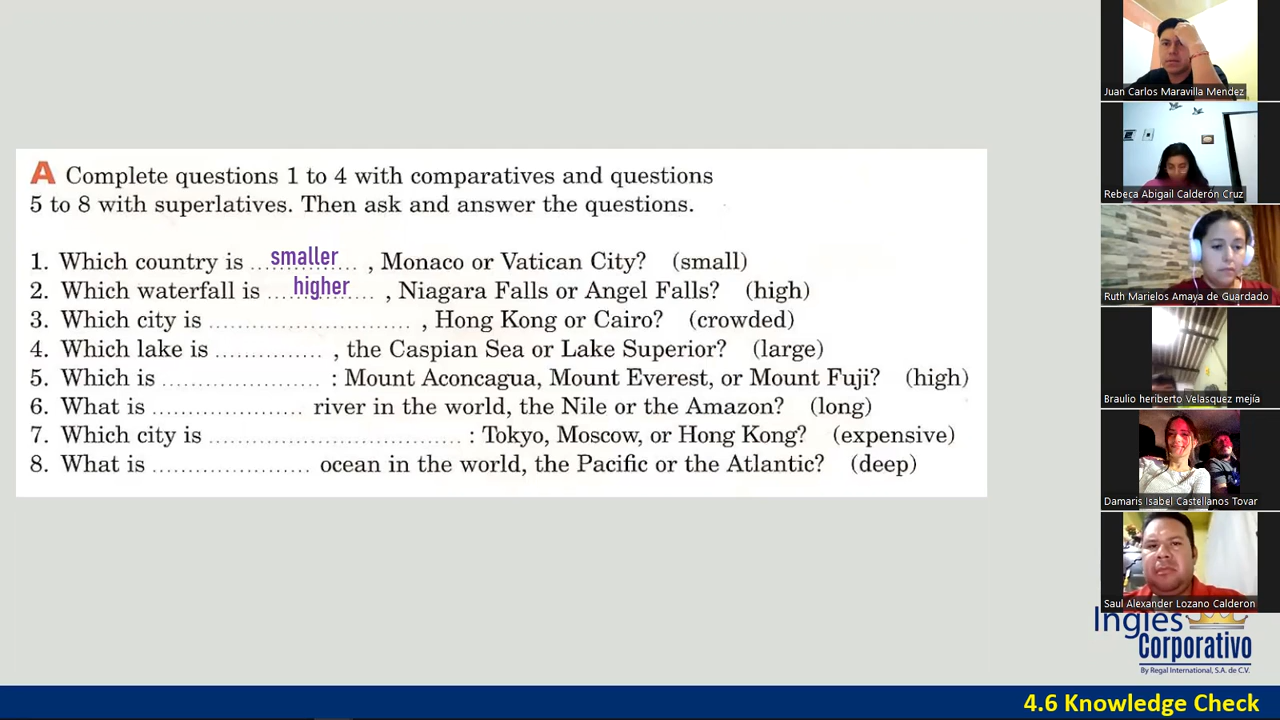 A Complete questions 1 to 4 with comparatives and questions
5 to 8 with superlatives. Then ask and answer the questions.
1. Which country is ...smaller... , Monaco or Vatican City? (small)
2. Which waterfall is ...higher... , Niagara Falls or Angel Falls? (high)
3. Which city is ............................ , Hong Kong or Cairo? (crowded)
4. Which lake is ............... , the Caspian Sea or Lake Superior? (large)
5. Which is ...................... : Mount Aconcagua, Mount Everest, or Mount Fuji? (high)
6. What is ..................... river in the world, the Nile or the Amazon? (long)
7. Which city is ................................... : Tokyo, Moscow, or Hong Kong? (expensive)
8. What is ...................... ocean in the world, the Pacific or the Atlantic? (deep)
Juan Carlos Maravilla Mendez
Rebeca Abigail Calderón Cruz
Ruth Marielos Amaya de Guardado
Braulio heriberto Velasquez mejía
Damaris Isabel Castellanos Tovar
Saul Alexander Lozano Calderon
Inglés
Corporativo
By Regal International, S.A. de C.V.
4.6 Knowledge Check